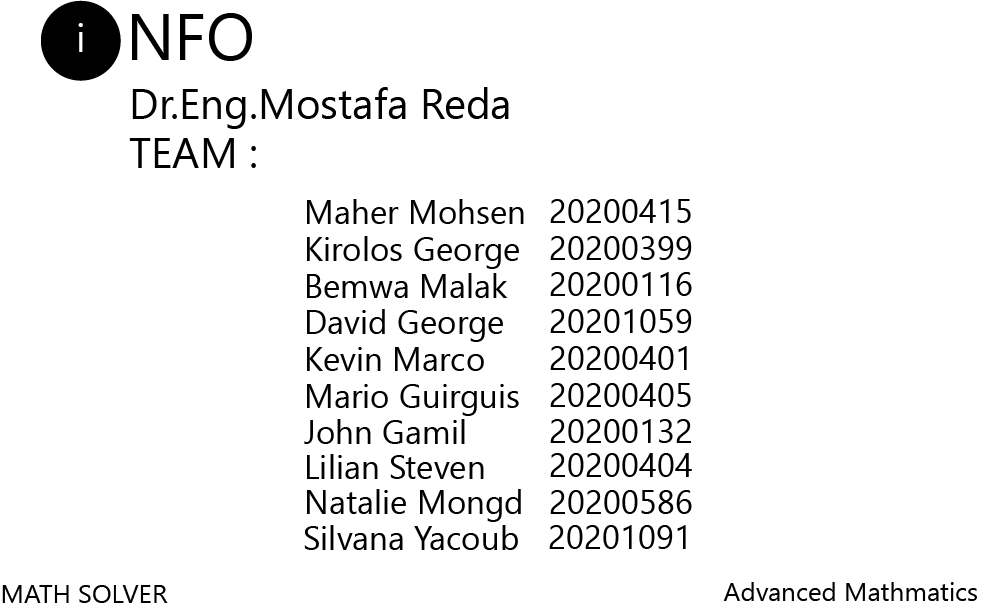 iNFO
Dr.Eng.Mostafa Reda
TEAM :
Maher Mohsen 20200415
Kirolos George 20200399
Bemwa Malak 20200116
David George 20201059
Kevin Marco 20200401
Mario Guirguis 20200405
John Gamil 20200132
Lilian Steven 20200404
Natalie Mongd 20200586
Silvana Yacoub 20201091
MATH SOLVER
Advanced Mathmatics